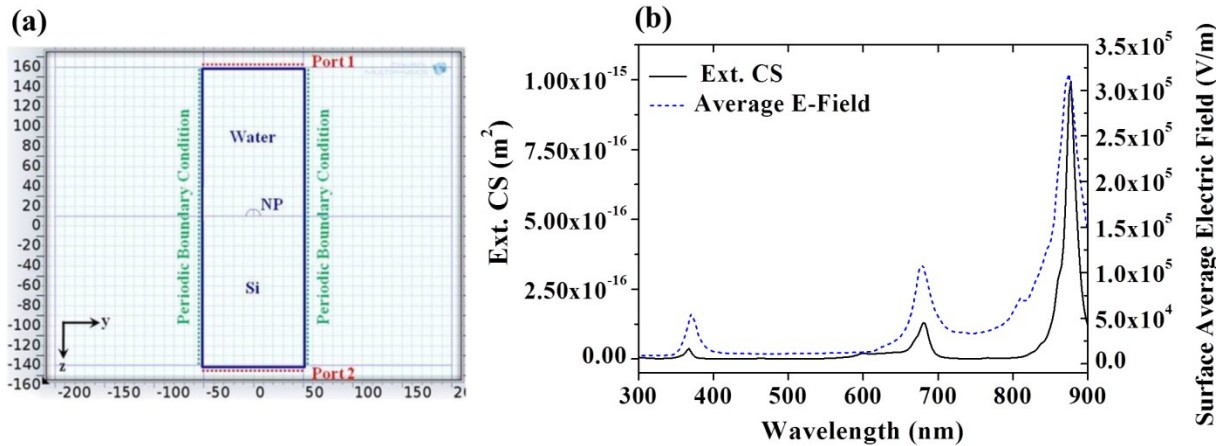 (a)
160
140
120
100
80
60
40
20
0
-20
-40
-60
-80
-100
-120
-140
-160
-200
-150
-100
-50
0
50
100
150
Port 1
Water
NP
Si
Port 2
Periodic Boundary Condition
Periodic Boundary Condition
y
z
(b)
Ext. CS
Average E-Field
Ext. CS (m²)
1.00x10⁻¹⁵
7.50x10⁻¹⁶
5.00x10⁻¹⁶
2.50x10⁻¹⁶
0.00
300 400 500 600 700 800 900
Wavelength (nm)
3.5x10⁵
3.0x10⁵
2.5x10⁵
2.0x10⁵
1.5x10⁵
1.0x10⁵
5.0x10⁴
0.0
Surface Average Electric Field (V/m)